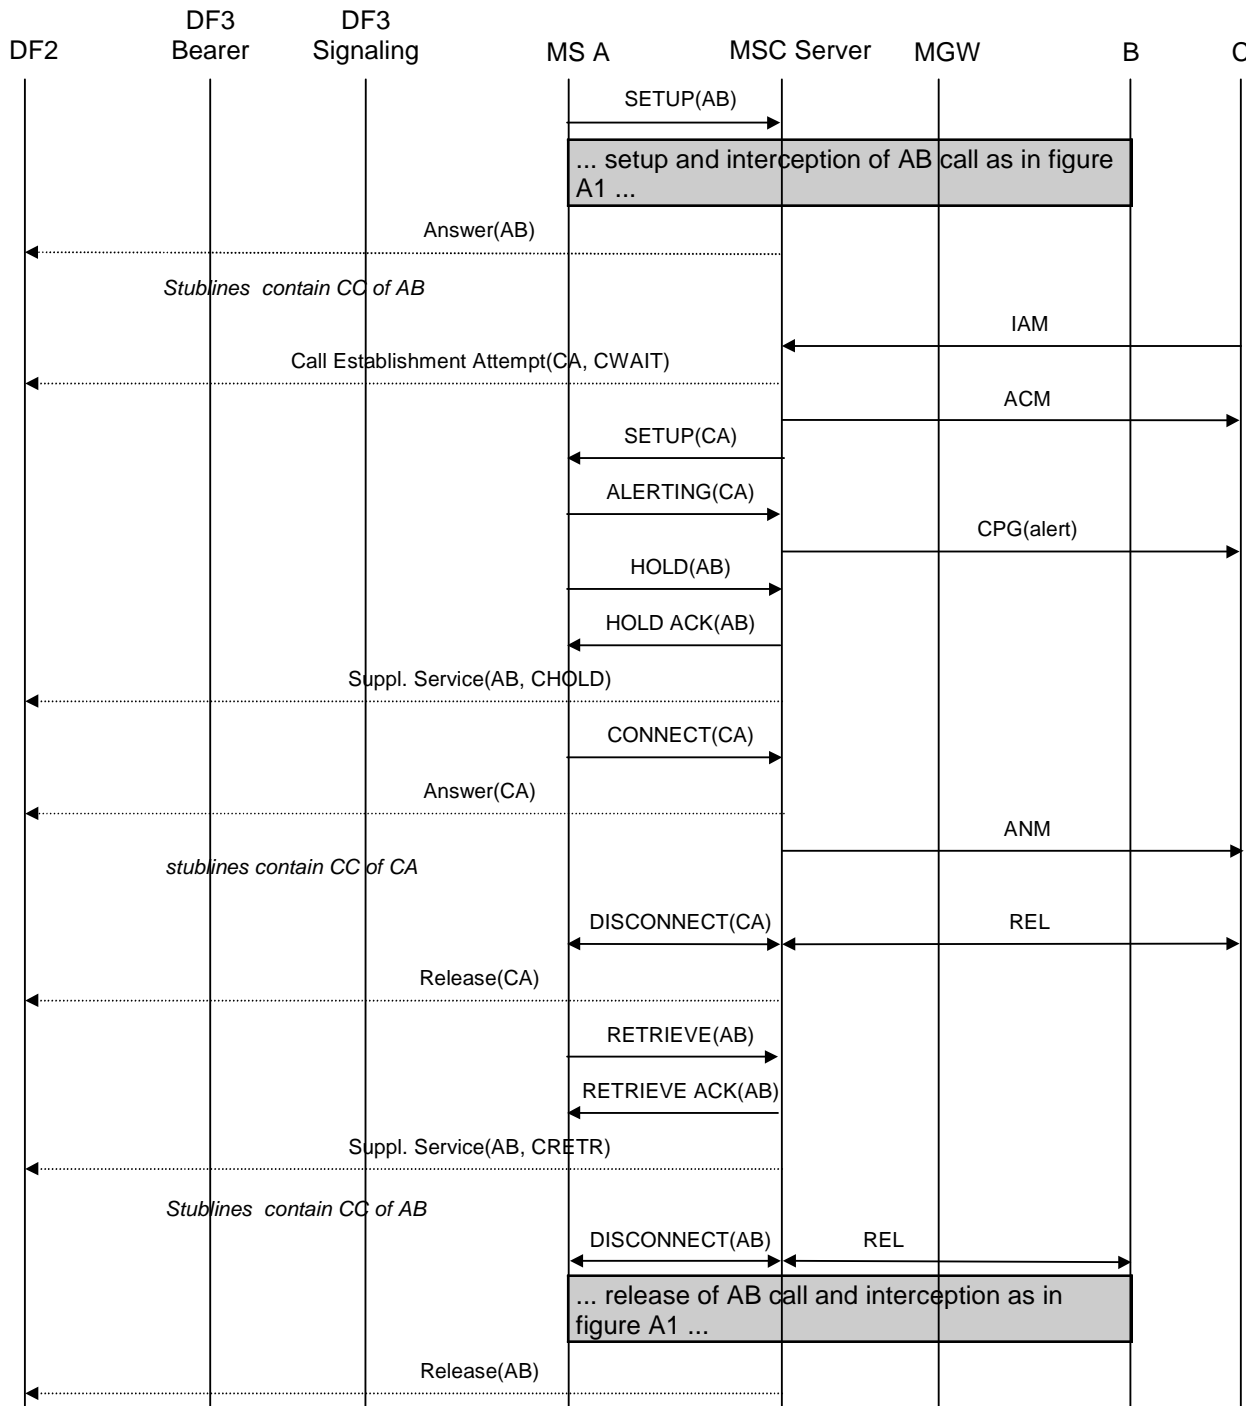 DF2
DF3
Bearer
DF3
Signaling
MS A
MSC Server
MGW
B
C
SETUP(AB)
... setup and interception of AB call as in figure
A1 ...
Answer(AB)
Stublines contain CC of AB
IAM
Call Establishment Attempt(CA, CWAIT)
ACM
SETUP(CA)
ALERTING(CA)
CPG(alert)
HOLD(AB)
HOLD ACK(AB)
Suppl. Service(AB, CHOLD)
CONNECT(CA)
Answer(CA)
ANM
stublines contain CC of CA
DISCONNECT(CA)
REL
Release(CA)
RETRIEVE(AB)
RETRIEVE ACK(AB)
Suppl. Service(AB, CRETR)
Stublines contain CC of AB
DISCONNECT(AB)
REL
... release of AB call and interception as in
figure A1 ...
Release(AB)